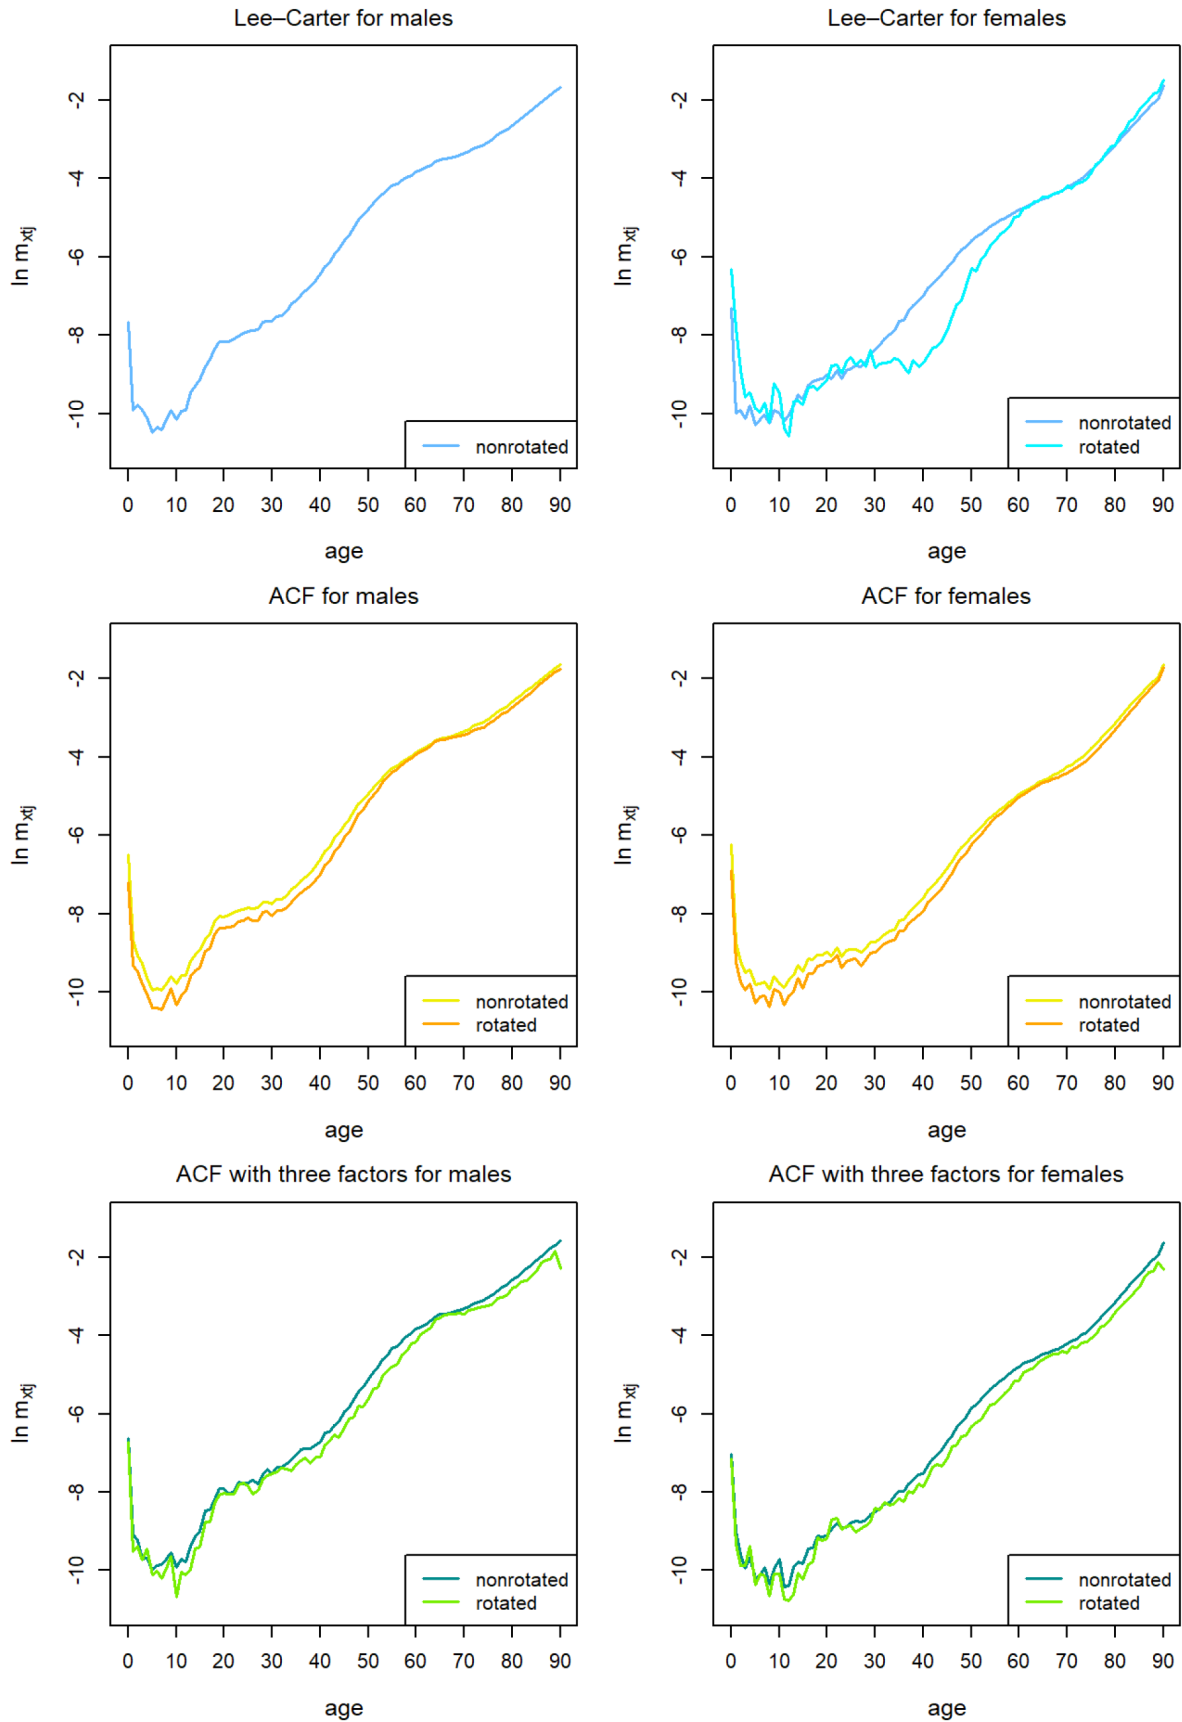 Lee–Carter for males
ln m_xtj
-2
-4
-6
-8
-10
nonrotated
0 10 20 30 40 50 60 70 80 90
age
Lee–Carter for females
ln m_xtj
-2
-4
-6
-8
-10
nonrotated
rotated
0 10 20 30 40 50 60 70 80 90
age
ACF for males
ln m_xtj
-2
-4
-6
-8
-10
nonrotated
rotated
0 10 20 30 40 50 60 70 80 90
age
ACF for females
ln m_xtj
-2
-4
-6
-8
-10
nonrotated
rotated
0 10 20 30 40 50 60 70 80 90
age
ACF with three factors for males
ln m_xtj
-2
-4
-6
-8
-10
nonrotated
rotated
0 10 20 30 40 50 60 70 80 90
age
ACF with three factors for females
ln m_xtj
-2
-4
-6
-8
-10
nonrotated
rotated
0 10 20 30 40 50 60 70 80 90
age